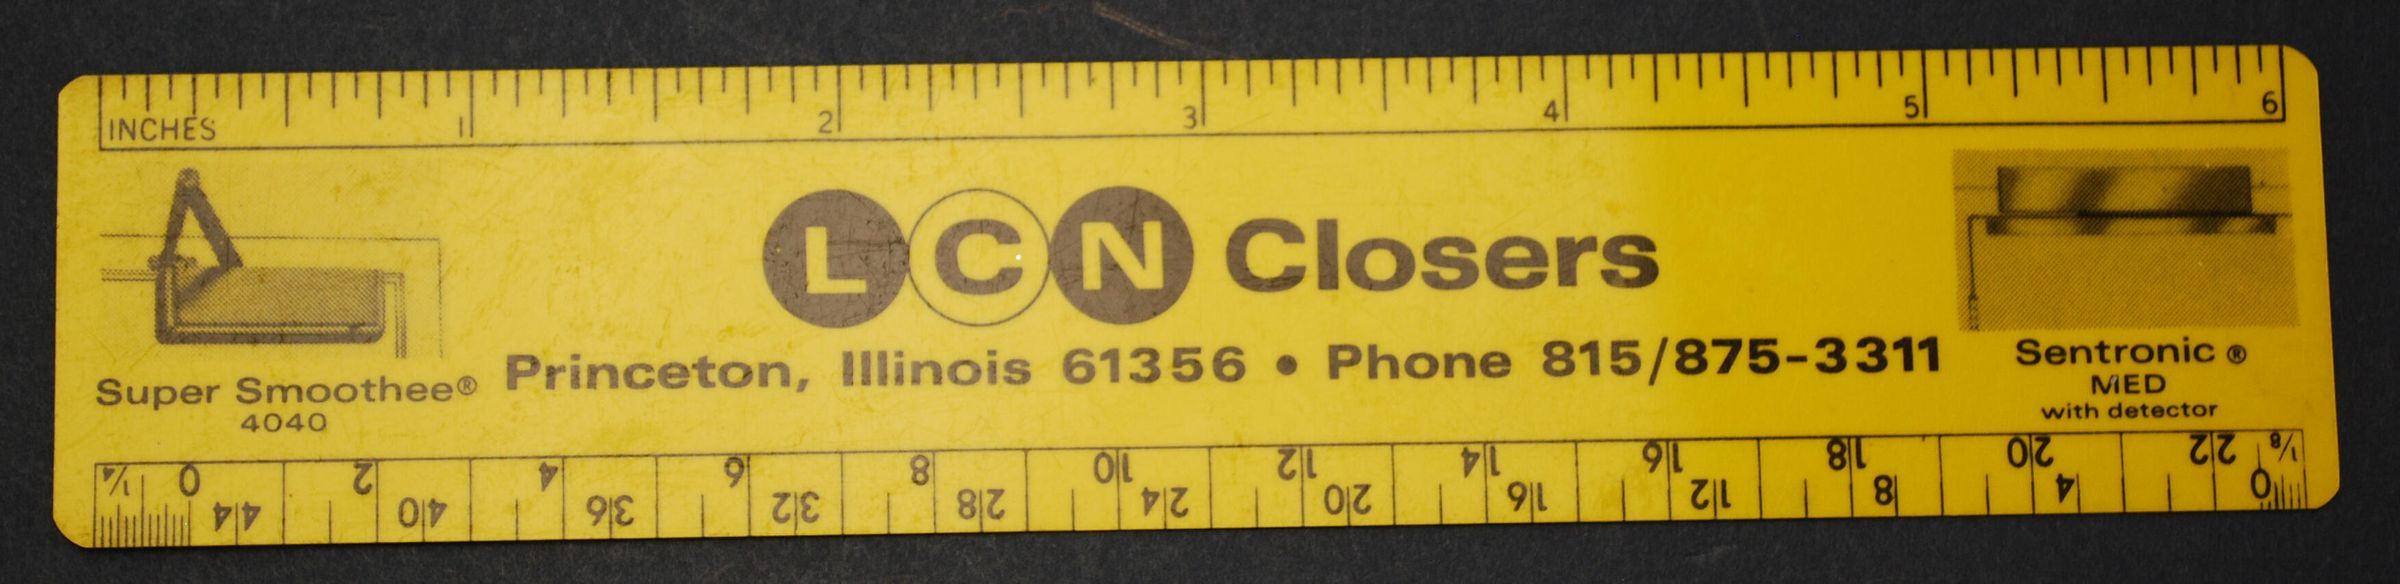 1 2 3 4 5 6
INCHES
LCN Closers
Princeton, Illinois 61356 • Phone 815/875-3311
Super Smoothee®
4040
Sentronic®
MED
with detector
1/4 0 2 4 6 8 10 12 14 16 18 20 22 1/8
44 40 36 32 28 24 20 16 12 8 4 0